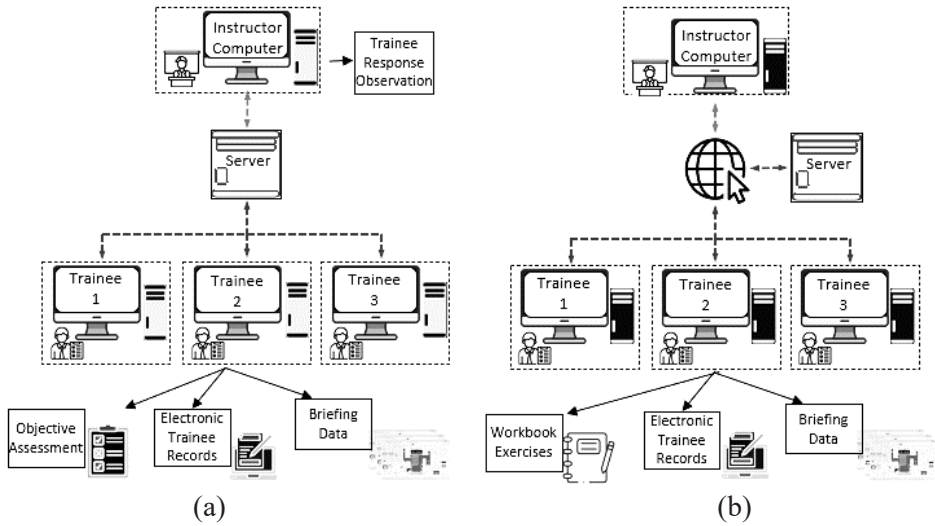 Instructor
Computer
Trainee
Response
Observation
Server
Trainee
1
Trainee
2
Trainee
3
Objective
Assessment
Electronic
Trainee
Records
Briefing
Data
(a)
Instructor
Computer
Server
Trainee
1
Trainee
2
Trainee
3
Workbook
Exercises
Electronic
Trainee
Records
Briefing
Data
(b)